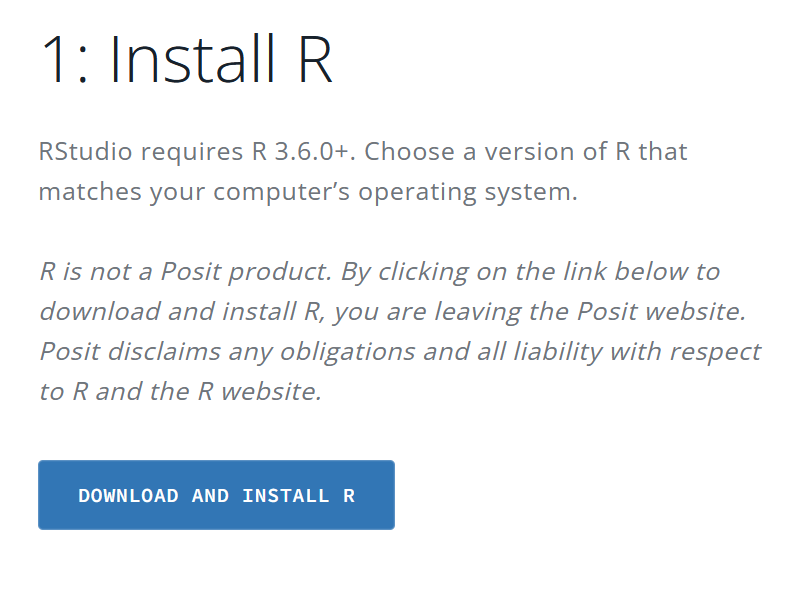 1: Install R
RStudio requires R 3.6.0+. Choose a version of R that
matches your computer’s operating system.
R is not a Posit product. By clicking on the link below to
download and install R, you are leaving the Posit website.
Posit disclaims any obligations and all liability with respect
to R and the R website.
DOWNLOAD AND INSTALL R